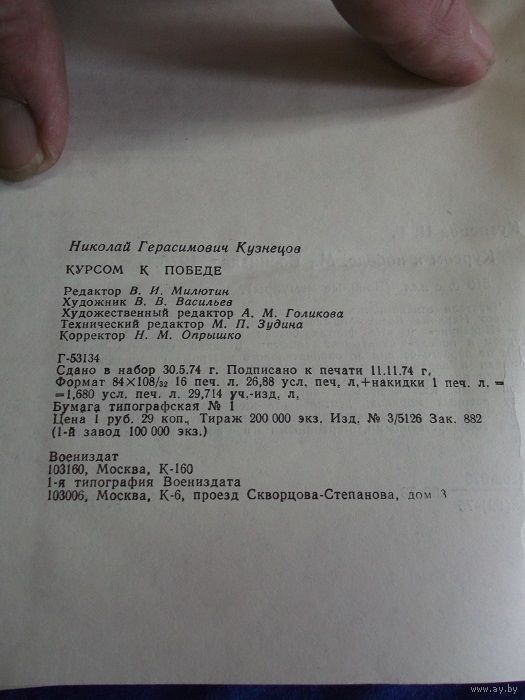 Николай Герасимович Кузнецов
КУРСОМ К ПОБЕДЕ
Редактор В. И. Милютин
Художник В. В. Васильев
Художественный редактор А. М. Голикова
Технический редактор М. П. Зудина
Корректор Н. М. Опрышко
Г-53134
Сдано в набор 30.5.74 г. Подписано к печати 11.11.74 г.
Формат 84×108/32 16 печ. л. 26,88 усл. печ. л.+накидки 1 печ. л. =
=1,680 усл. печ. л. 29,714 уч.-изд. л.
Бумага типографская № 1
Цена 1 руб. 29 коп. Тираж 200 000 экз. Изд. № 3/5126 Зак. 882
(1-й завод 100 000 экз.)
Воениздат
103160, Москва, К-160
1-я типография Воениздата
103006, Москва, К-6, проезд Скворцова-Степанова, дом 3
www.ay.by